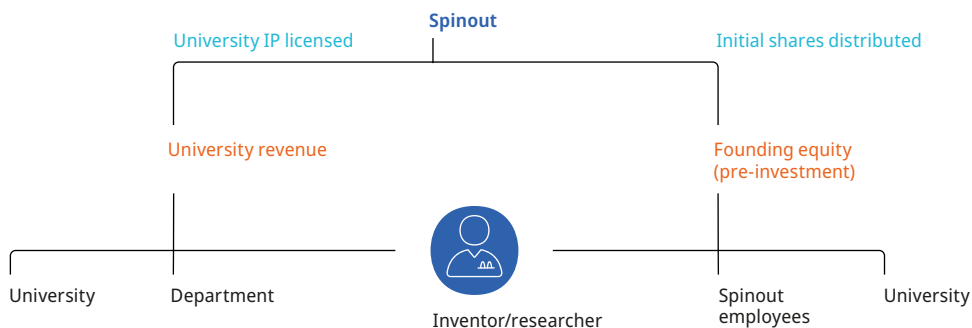 Spinout
University IP licensed
Initial shares distributed
University revenue
Founding equity
(pre-investment)
University
Department
Inventor/researcher
Spinout
employees
University